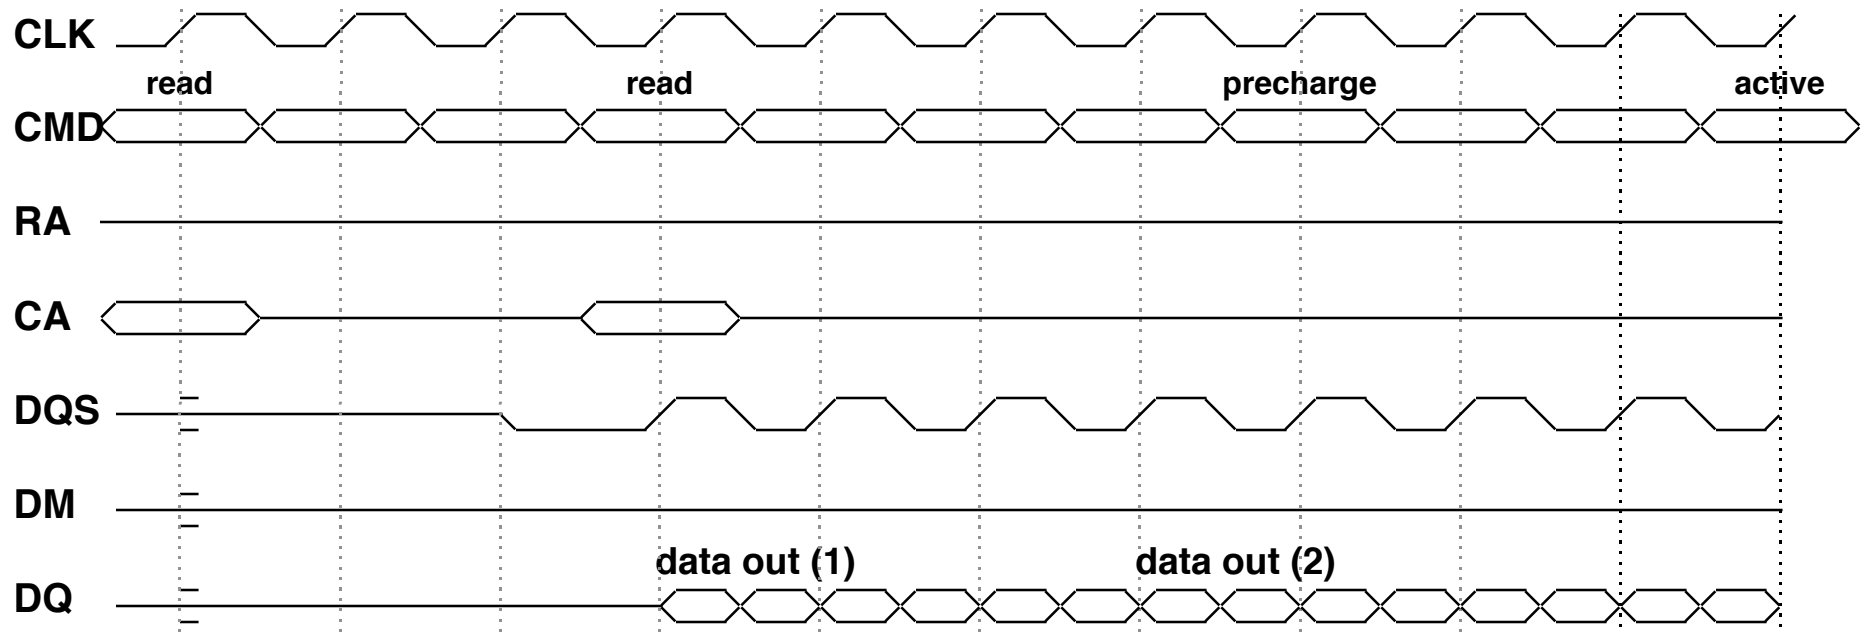 CLK
read read precharge active
CMD
RA
CA
DQS
DM
data out (1) data out (2)
DQ